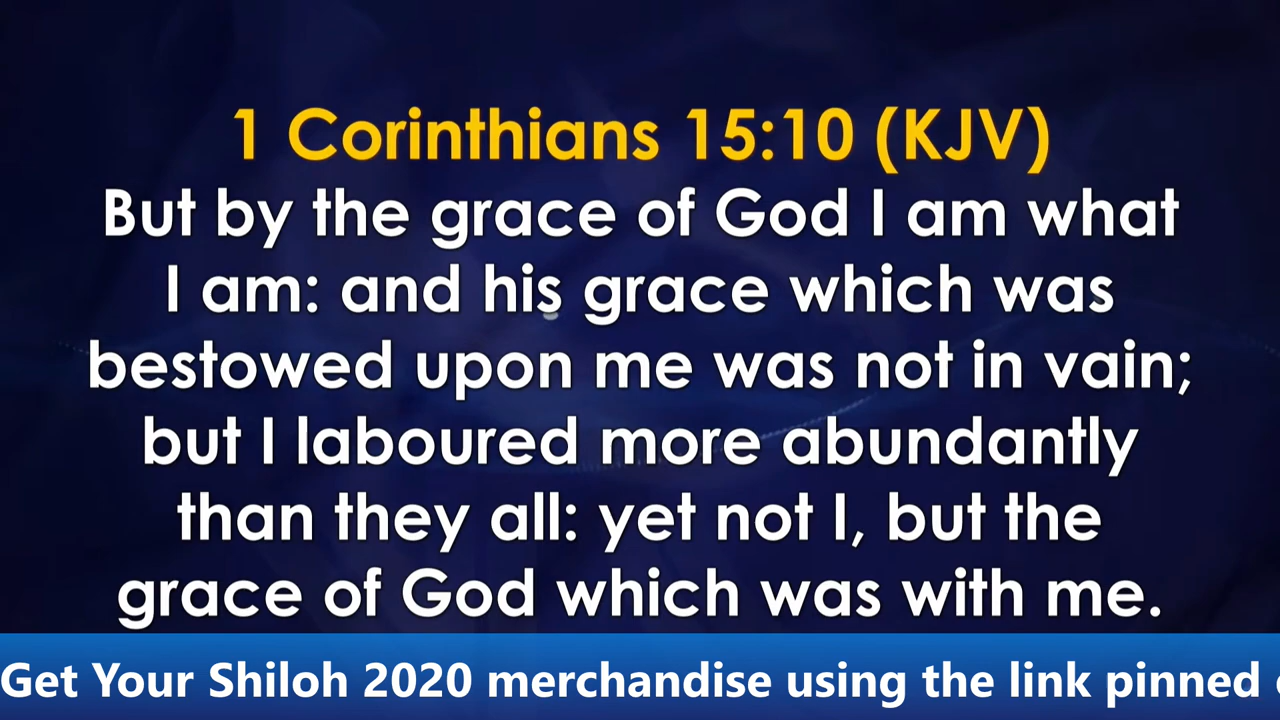 1 Corinthians 15:10 (KJV)
But by the grace of God I am what
I am: and his grace which was
bestowed upon me was not in vain;
but I laboured more abundantly
than they all: yet not I, but the
grace of God which was with me.
Get Your Shiloh 2020 merchandise using the link pinned